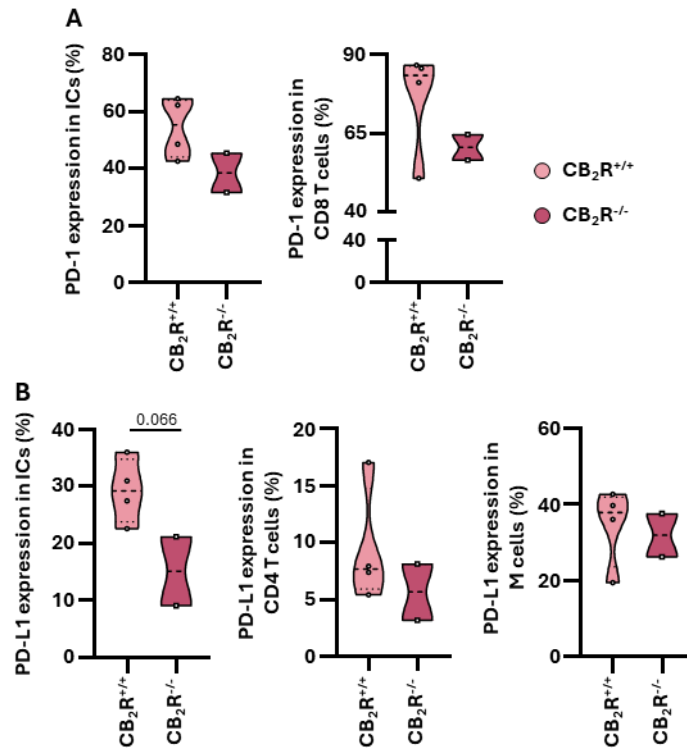 A
PD-1 expression in ICs (%)
80
60
40
20
0
CB₂R⁺/⁺
CB₂R⁻/⁻
PD-1 expression in
CD8 T cells (%)
90
65
40
40
0
CB₂R⁺/⁺
CB₂R⁻/⁻
CB₂R⁺/⁺
CB₂R⁻/⁻
B
PD-L1 expression in ICs (%)
40
30
20
10
0
0.066
CB₂R⁺/⁺
CB₂R⁻/⁻
PD-L1 expression in
CD4 T cells (%)
20
15
10
5
0
CB₂R⁺/⁺
CB₂R⁻/⁻
PD-L1 expression in
M cells (%)
60
40
20
0
CB₂R⁺/⁺
CB₂R⁻/⁻